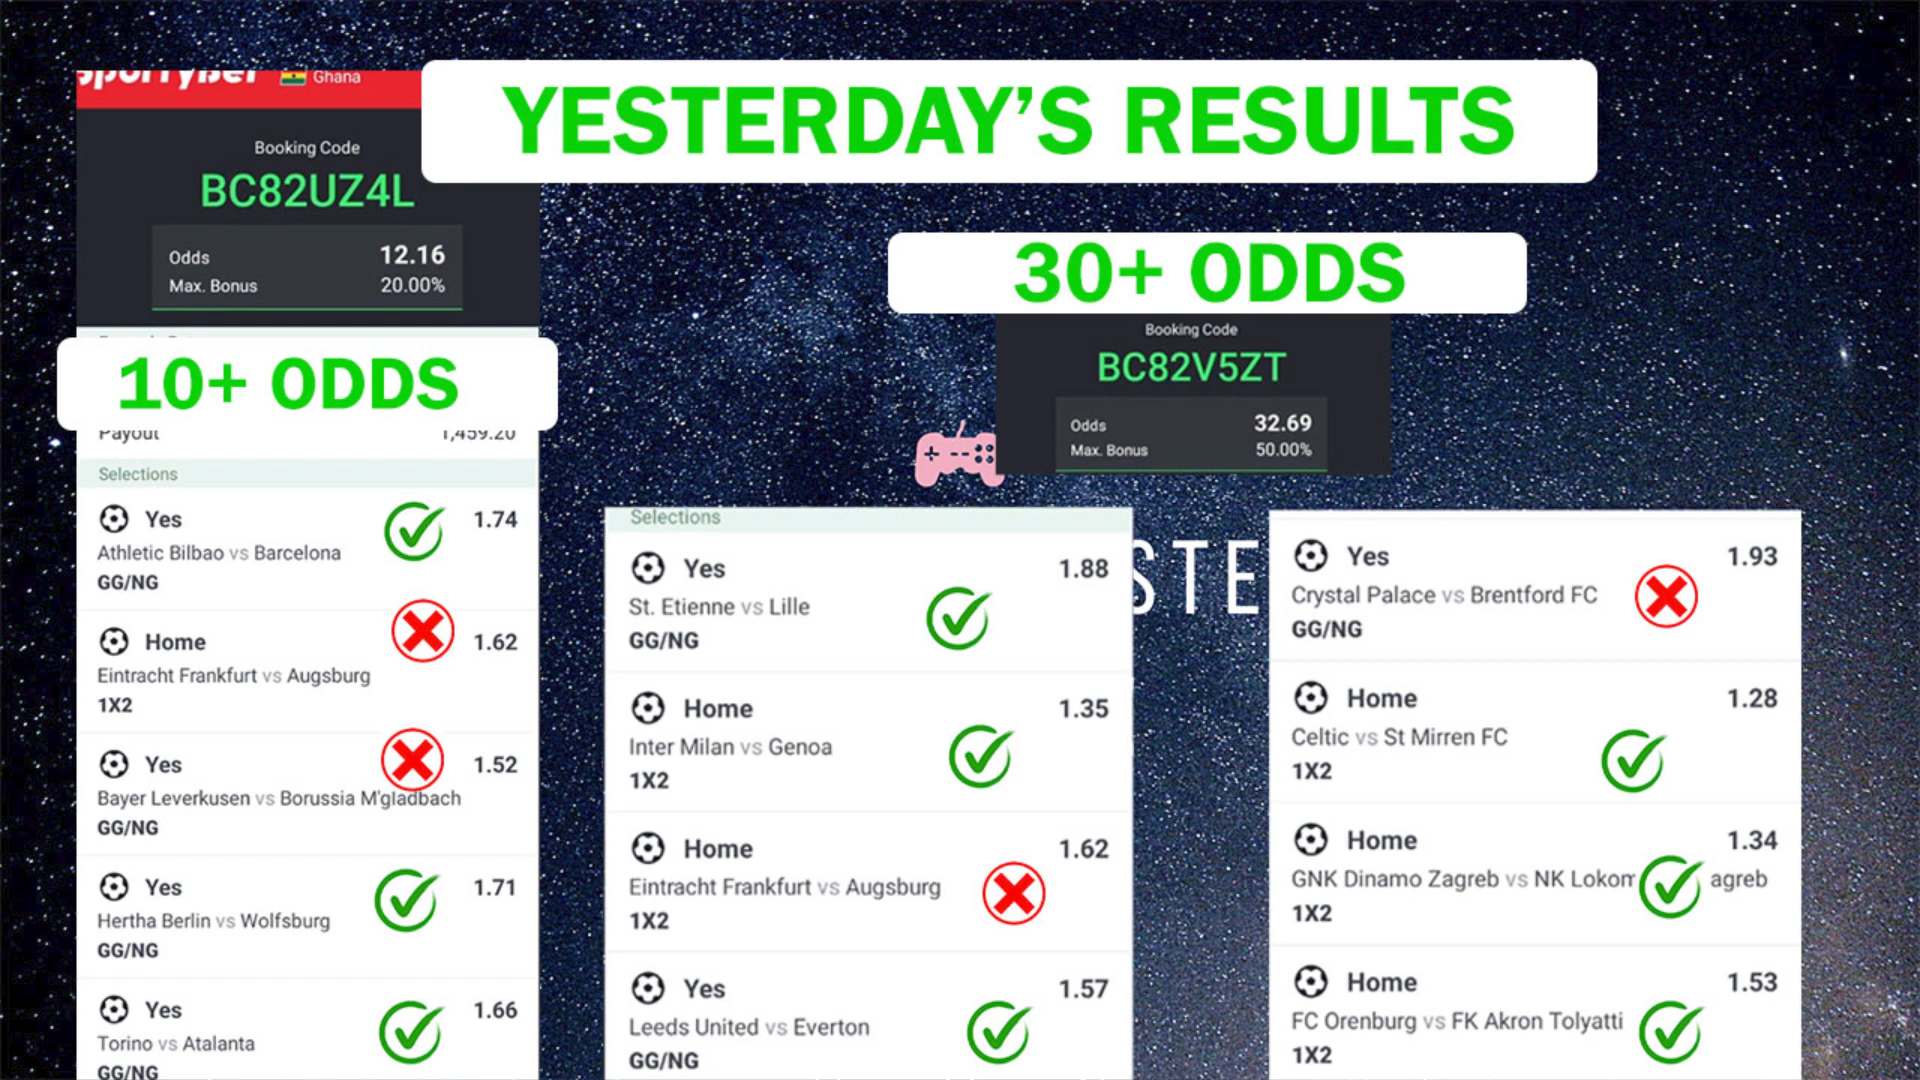 SportyBet Ghana
YESTERDAY'S RESULTS
Booking Code
BC82UZ4L
Odds 12.16
Max. Bonus 20.00%
10+ ODDS
Payout 1,459.20
Selections
Yes 1.74
Athletic Bilbao vs Barcelona
GG/NG
Home 1.62
Eintracht Frankfurt vs Augsburg
1X2
Yes 1.52
Bayer Leverkusen vs Borussia M'gladbach
GG/NG
Yes 1.71
Hertha Berlin vs Wolfsburg
GG/NG
Yes 1.66
Torino vs Atalanta
GG/NG
30+ ODDS
Booking Code
BC82V5ZT
Odds 32.69
Max. Bonus 50.00%
STE
Selections
Yes 1.88
St. Etienne vs Lille
GG/NG
Home 1.35
Inter Milan vs Genoa
1X2
Home 1.62
Eintracht Frankfurt vs Augsburg
1X2
Yes 1.57
Leeds United vs Everton
GG/NG
Yes 1.93
Crystal Palace vs Brentford FC
GG/NG
Home 1.28
Celtic vs St Mirren FC
1X2
Home 1.34
GNK Dinamo Zagreb vs NK Lokom agreb
1X2
Home 1.53
FC Orenburg vs FK Akron Tolyatti
1X2